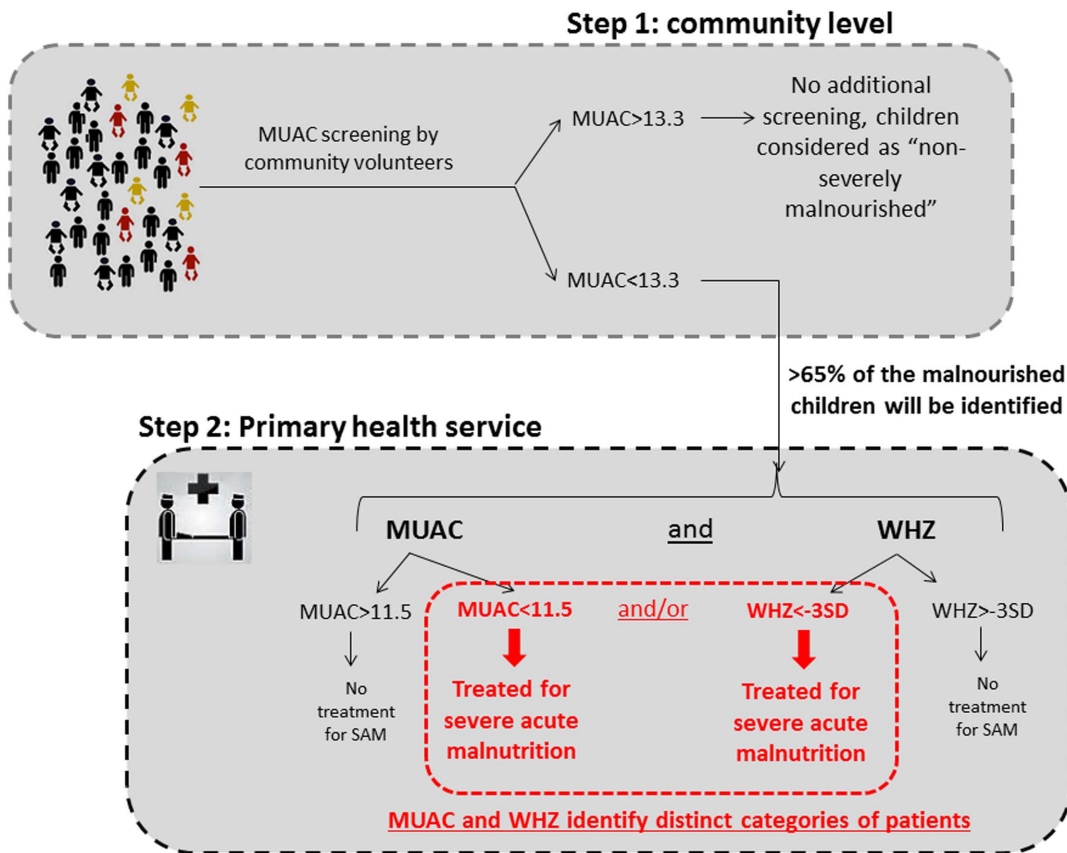 Step 1: community level
MUAC screening by
community volunteers
MUAC>13.3
No additional
screening, children
considered as “non-
severely
malnourished”
MUAC<13.3
>65% of the malnourished
children will be identified
Step 2: Primary health service
MUAC
and
WHZ
MUAC>11.5
MUAC<11.5
and/or
WHZ<-3SD
WHZ>-3SD
No
treatment
for SAM
Treated for
severe acute
malnutrition
Treated for
severe acute
malnutrition
No
treatment
for SAM
MUAC and WHZ identify distinct categories of patients